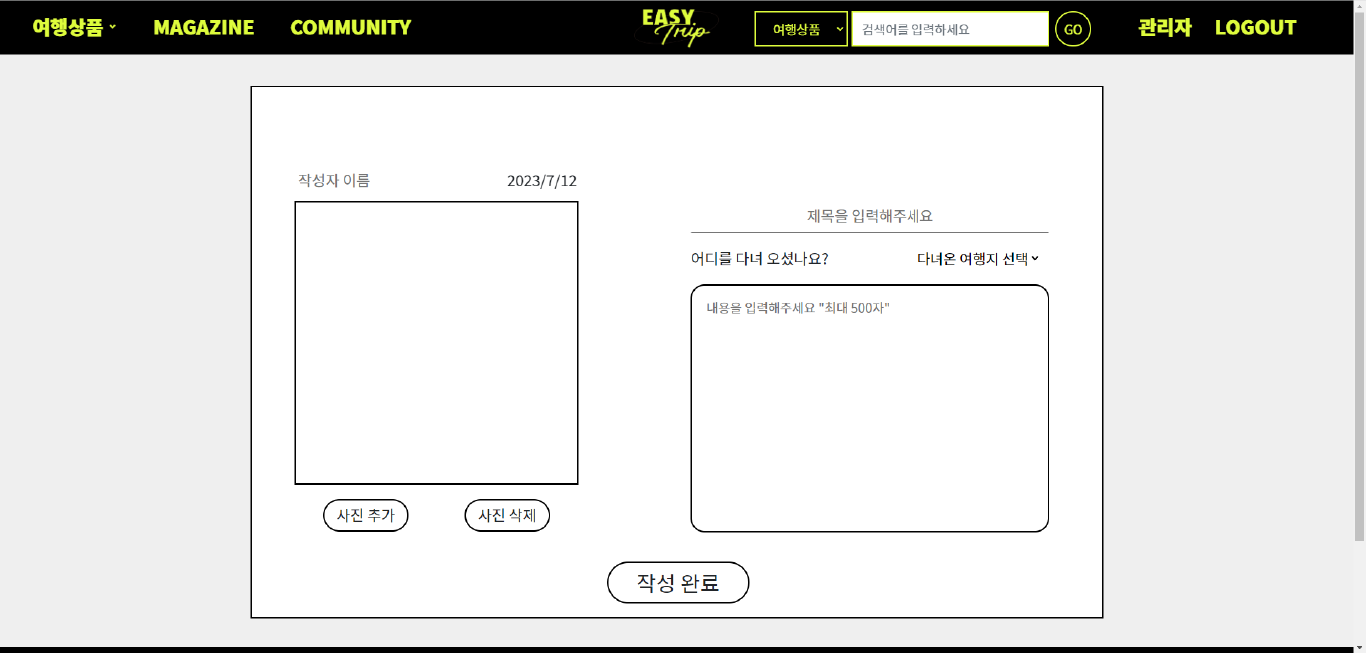 여행상품
MAGAZINE
COMMUNITY
EASY
Trip
여행상품
검색어를 입력하세요
GO
관리자
LOGOUT
작성자 이름
2023/7/12
사진 추가
사진 삭제
제목을 입력해주세요
어디를 다녀 오셨나요?
다녀온 여행지 선택
내용을 입력해주세요 "최대 500자"
작성 완료